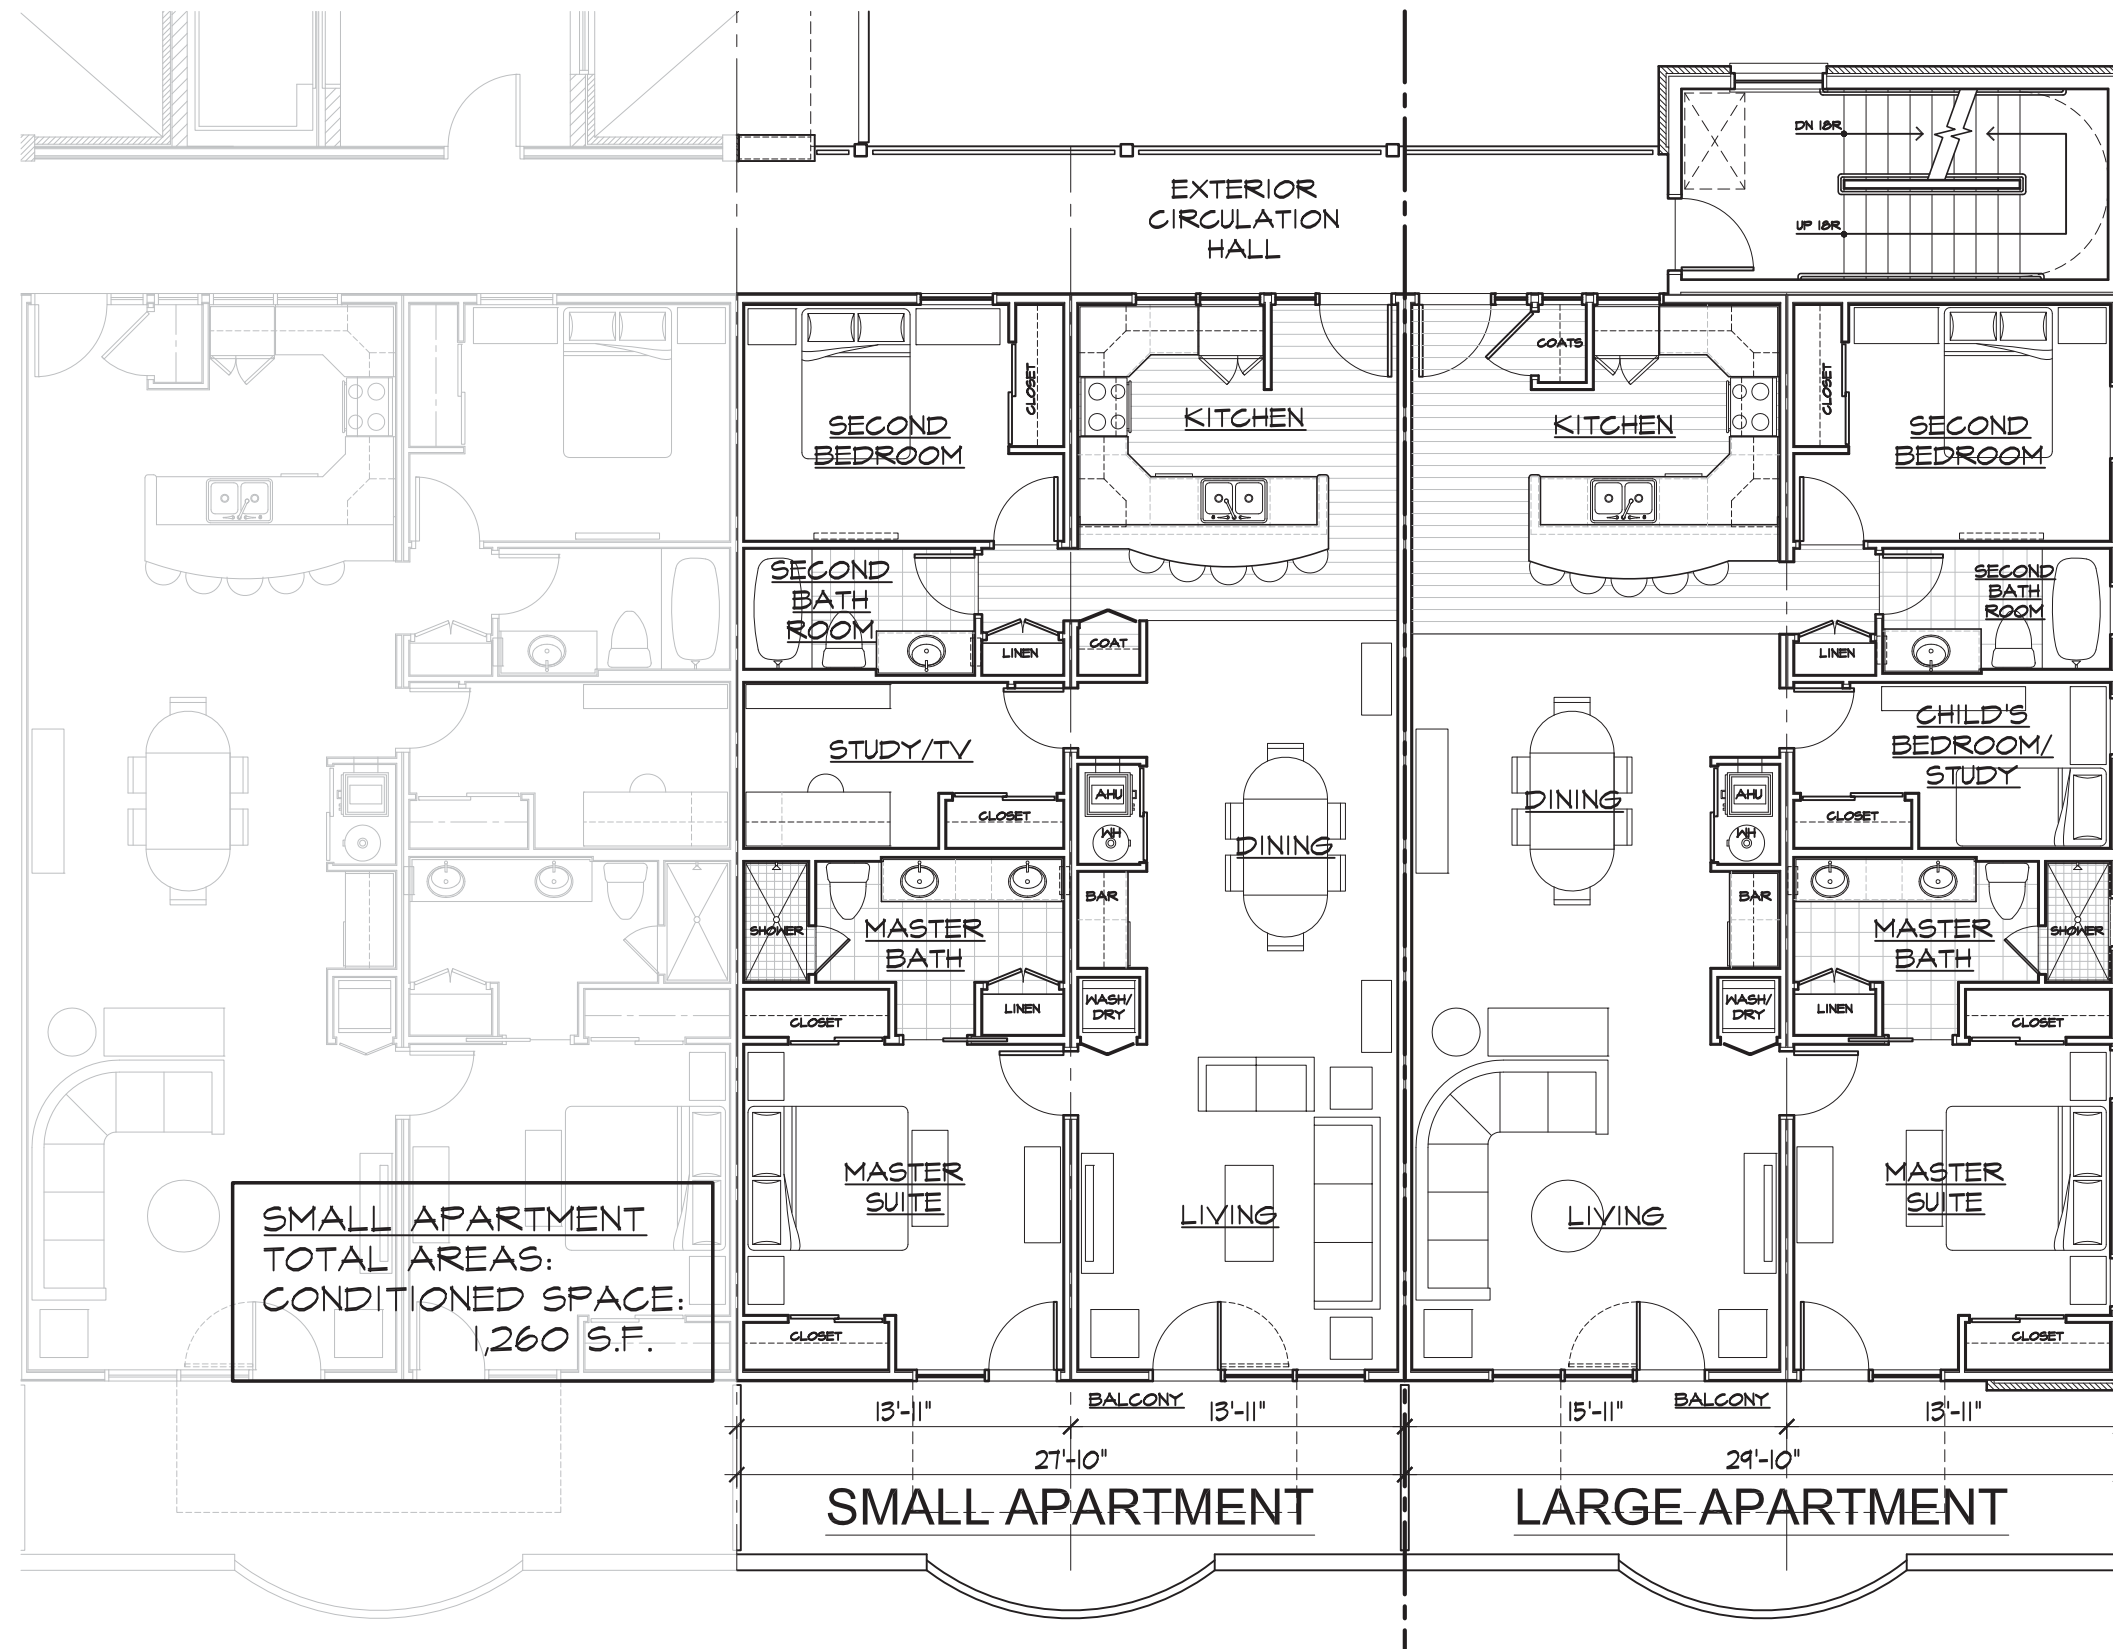 DN 18R
UP 18R
EXTERIOR
CIRCULATION
HALL
SECOND
BEDROOM
CLOSET
KITCHEN
COATS
KITCHEN
CLOSET
SECOND
BEDROOM
SECOND
BATH
ROOM
LINEN
COAT
LINEN
SECOND
BATH
ROOM
STUDY/TV
CLOSET
AHU
WH
DINING
DINING
AHU
WH
CHILD'S
BEDROOM/
STUDY
CLOSET
SHOWER
MASTER
BATH
BAR
BAR
MASTER
BATH
SHOWER
CLOSET
LINEN
WASH/
DRY
WASH/
DRY
LINEN
CLOSET
MASTER
SUITE
LIVING
LIVING
MASTER
SUITE
SMALL APARTMENT
TOTAL AREAS:
CONDITIONED SPACE:
1,260 S.F.
CLOSET
CLOSET
BALCONY
BALCONY
13'-11"
13'-11"
15'-11"
13'-11"
27'-10"
29'-10"
SMALL APARTMENT
LARGE APARTMENT